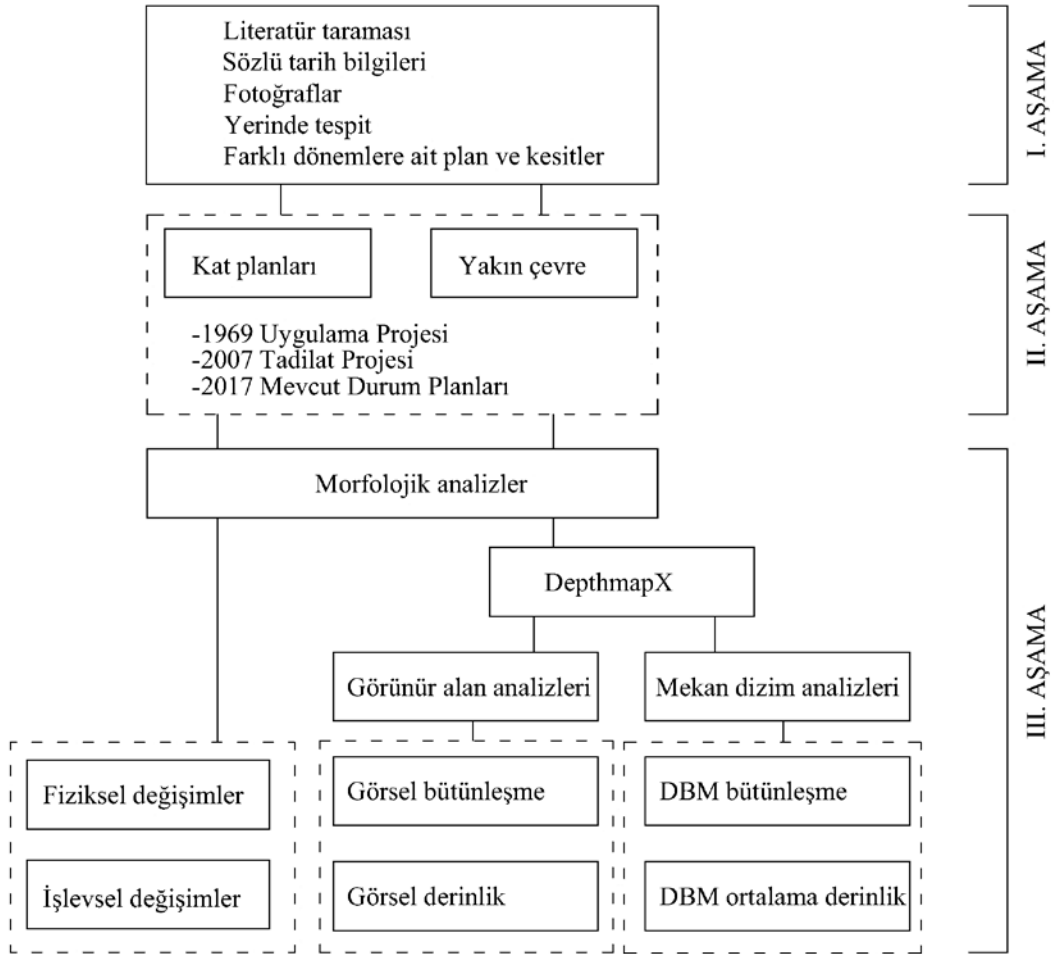 Literatür taraması
Sözlü tarih bilgileri
Fotoğraflar
Yerinde tespit
Farklı dönemlere ait plan ve kesitler
I. AŞAMA
Kat planları
Yakın çevre
-1969 Uygulama Projesi
-2007 Tadilat Projesi
-2017 Mevcut Durum Planları
II. AŞAMA
Morfolojik analizler
DepthmapX
Görünür alan analizleri
Mekan dizim analizleri
III. AŞAMA
Fiziksel değişimler
Görsel bütünleşme
DBM bütünleşme
İşlevsel değişimler
Görsel derinlik
DBM ortalama derinlik